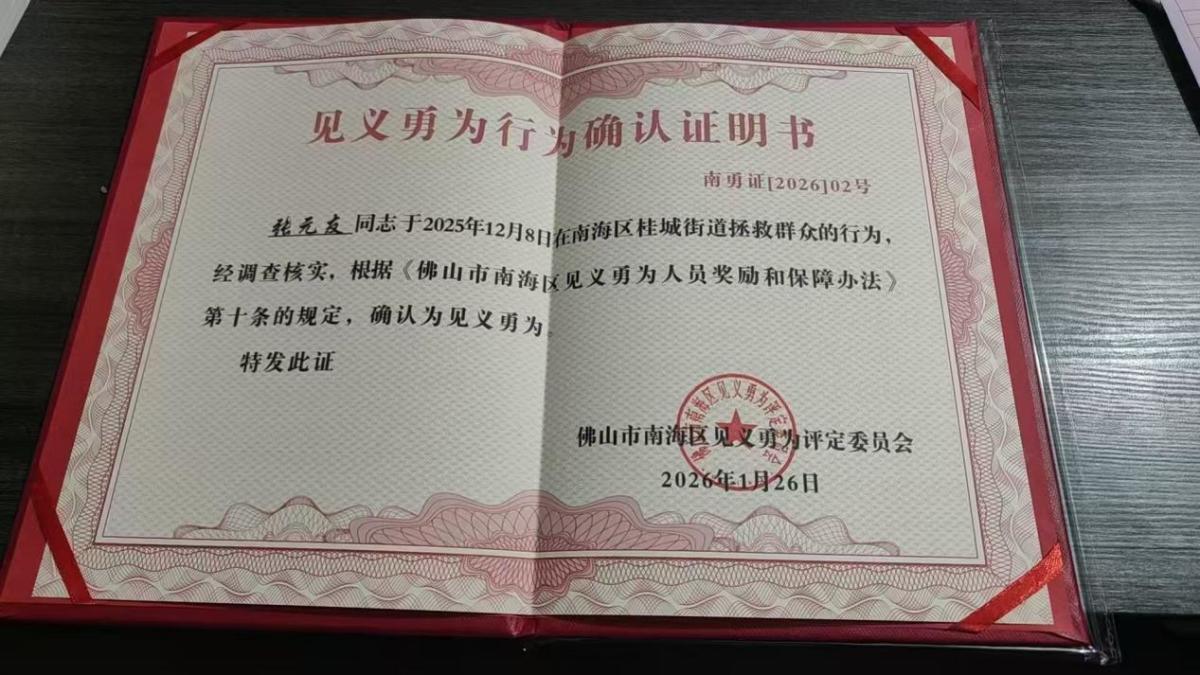 见义勇为行为确认证明书
南勇证[2026]02号
张元友同志于2025年12月8日在南海区桂城街道拯救群众的行为，
经调查核实，根据《佛山市南海区见义勇为人员奖励和保障办法》
第十条的规定，确认为见义勇为。
特发此证
佛山市南海区见义勇为评定委员会
2026年1月26日